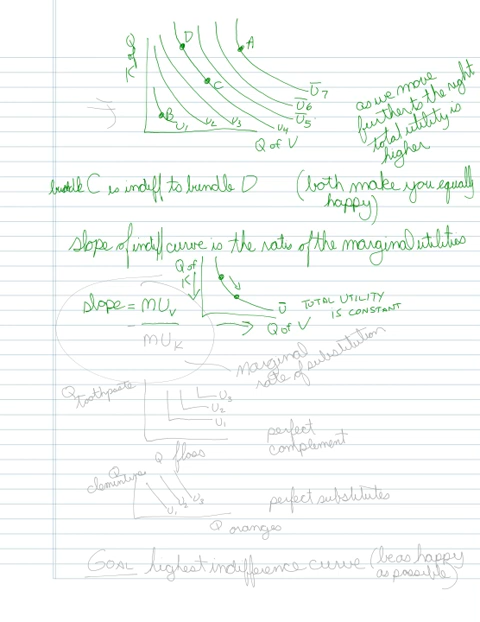 Q
of
K
D
A
C
B
U1
U2
U3
U4
U5
U6
U7
Q of V
as we move
further to the right
total utility is
higher
bundle C is indiff to bundle D (both make you equally
happy)
slope of indiff curve is the ratio of the marginal utilities
Q of
K
slope = MUv
MUK
U
TOTAL UTILITY
IS CONSTANT
Q of V
marginal
rate of substitution
Q toothpaste
U3
U2
U1
Q floss
perfect
complement
Q
clementines
U1
U2
U3
perfect substitutes
Q oranges
GOAL highest indifference curve (be as happy
as possible)